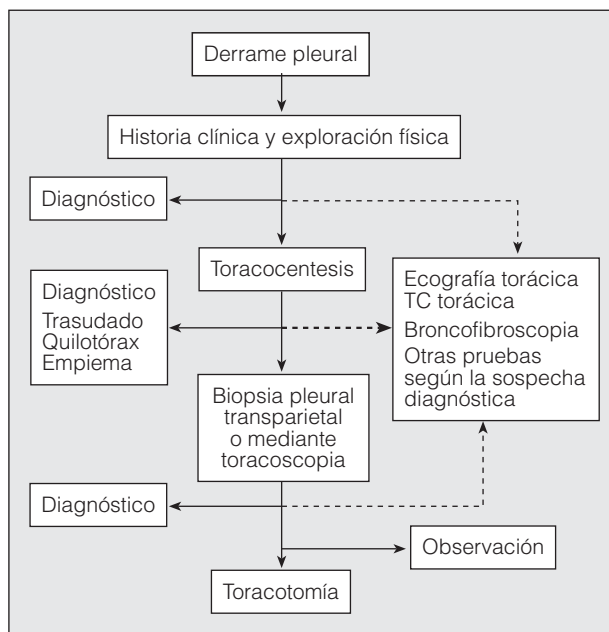 Derrame pleural
Historia clínica y exploración física
Diagnóstico
Toracocentesis
Diagnóstico
Trasudado
Quilotórax
Empiema
Ecografía torácica
TC torácica
Broncofibroscopia
Otras pruebas
según la sospecha
diagnóstica
Biopsia pleural
transparietal
o mediante
toracoscopia
Diagnóstico
Observación
Toracotomía